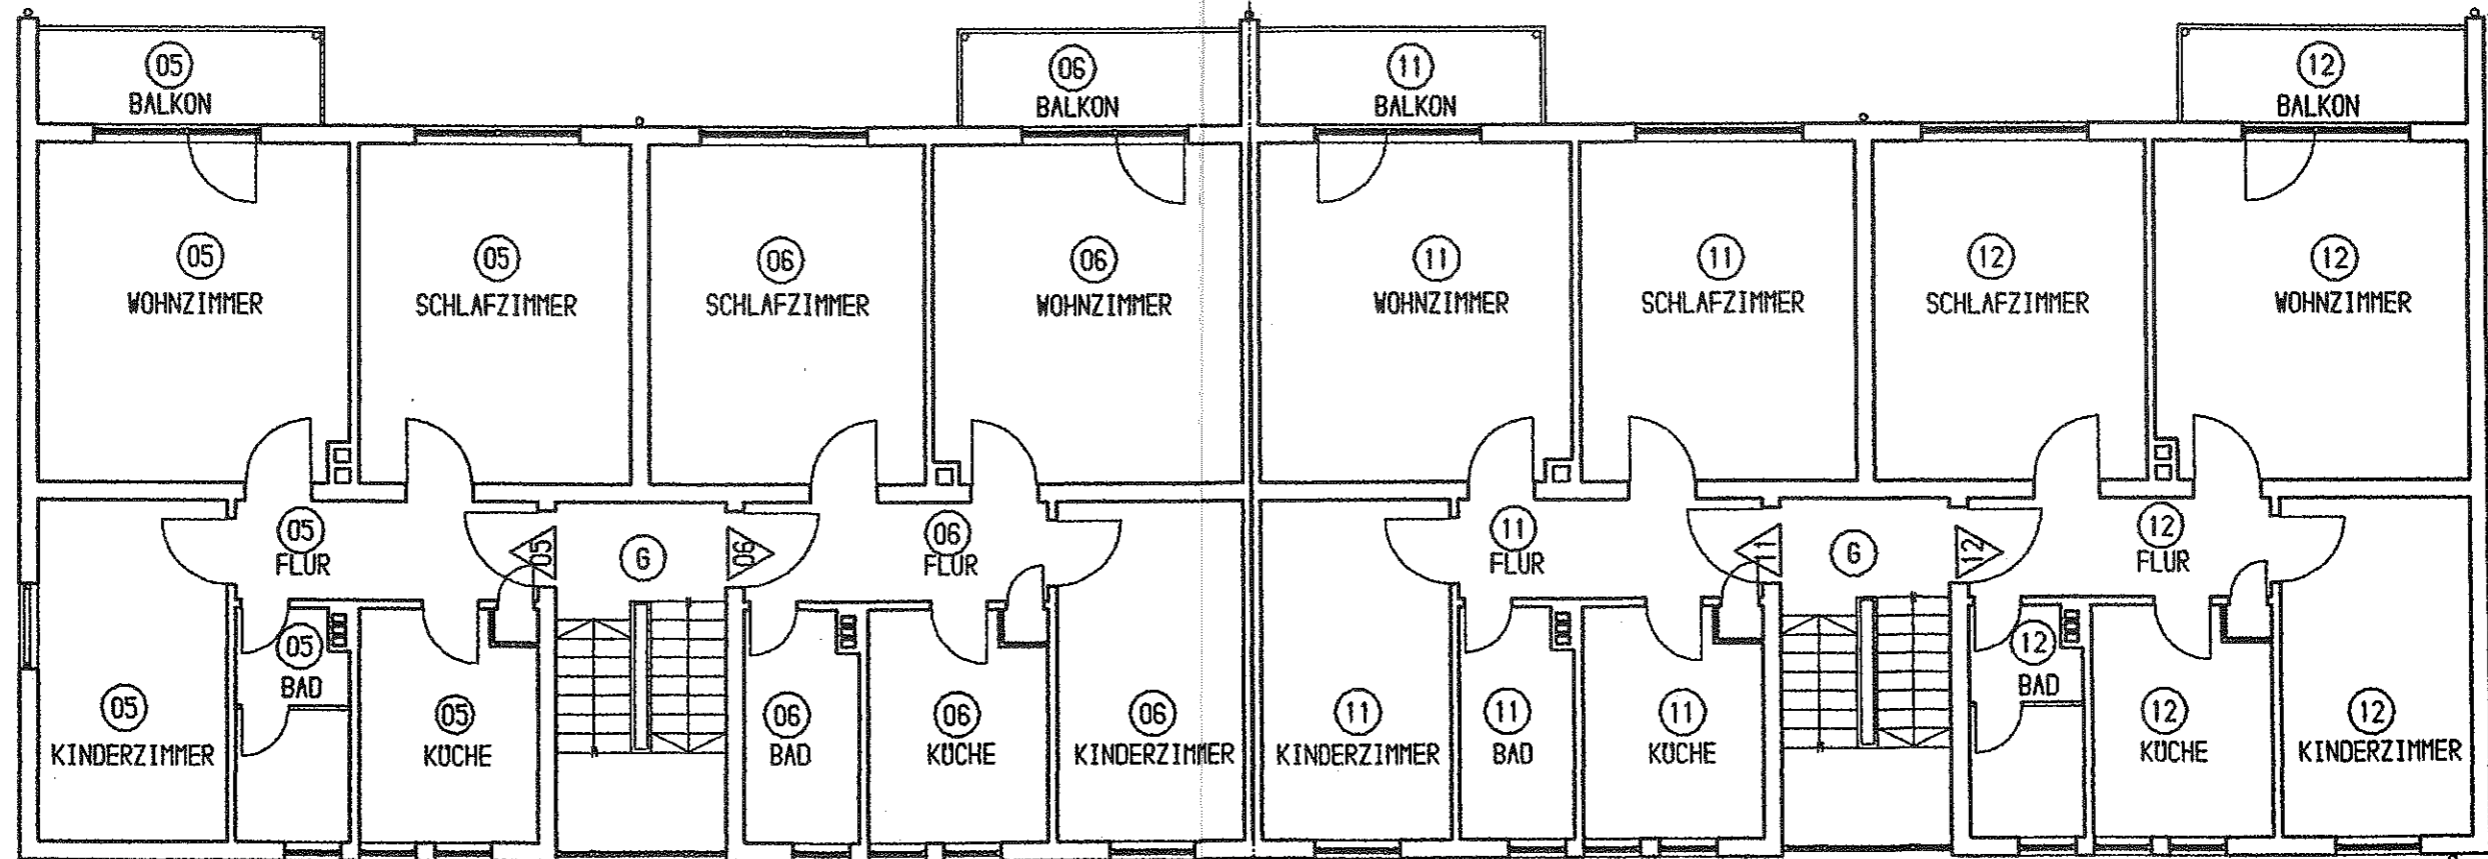 05
BALKON
06
BALKON
11
BALKON
12
BALKON
05
WOHNZIMMER
05
SCHLAFZIMMER
06
SCHLAFZIMMER
06
WOHNZIMMER
11
WOHNZIMMER
11
SCHLAFZIMMER
12
SCHLAFZIMMER
12
WOHNZIMMER
05
FLUR
05
G
06
06
FLUR
11
FLUR
11
G
12
12
FLUR
05
KINDERZIMMER
05
BAD
05
KÜCHE
06
BAD
06
KÜCHE
06
KINDERZIMMER
11
KINDERZIMMER
11
BAD
11
KÜCHE
12
BAD
12
KÜCHE
12
KINDERZIMMER